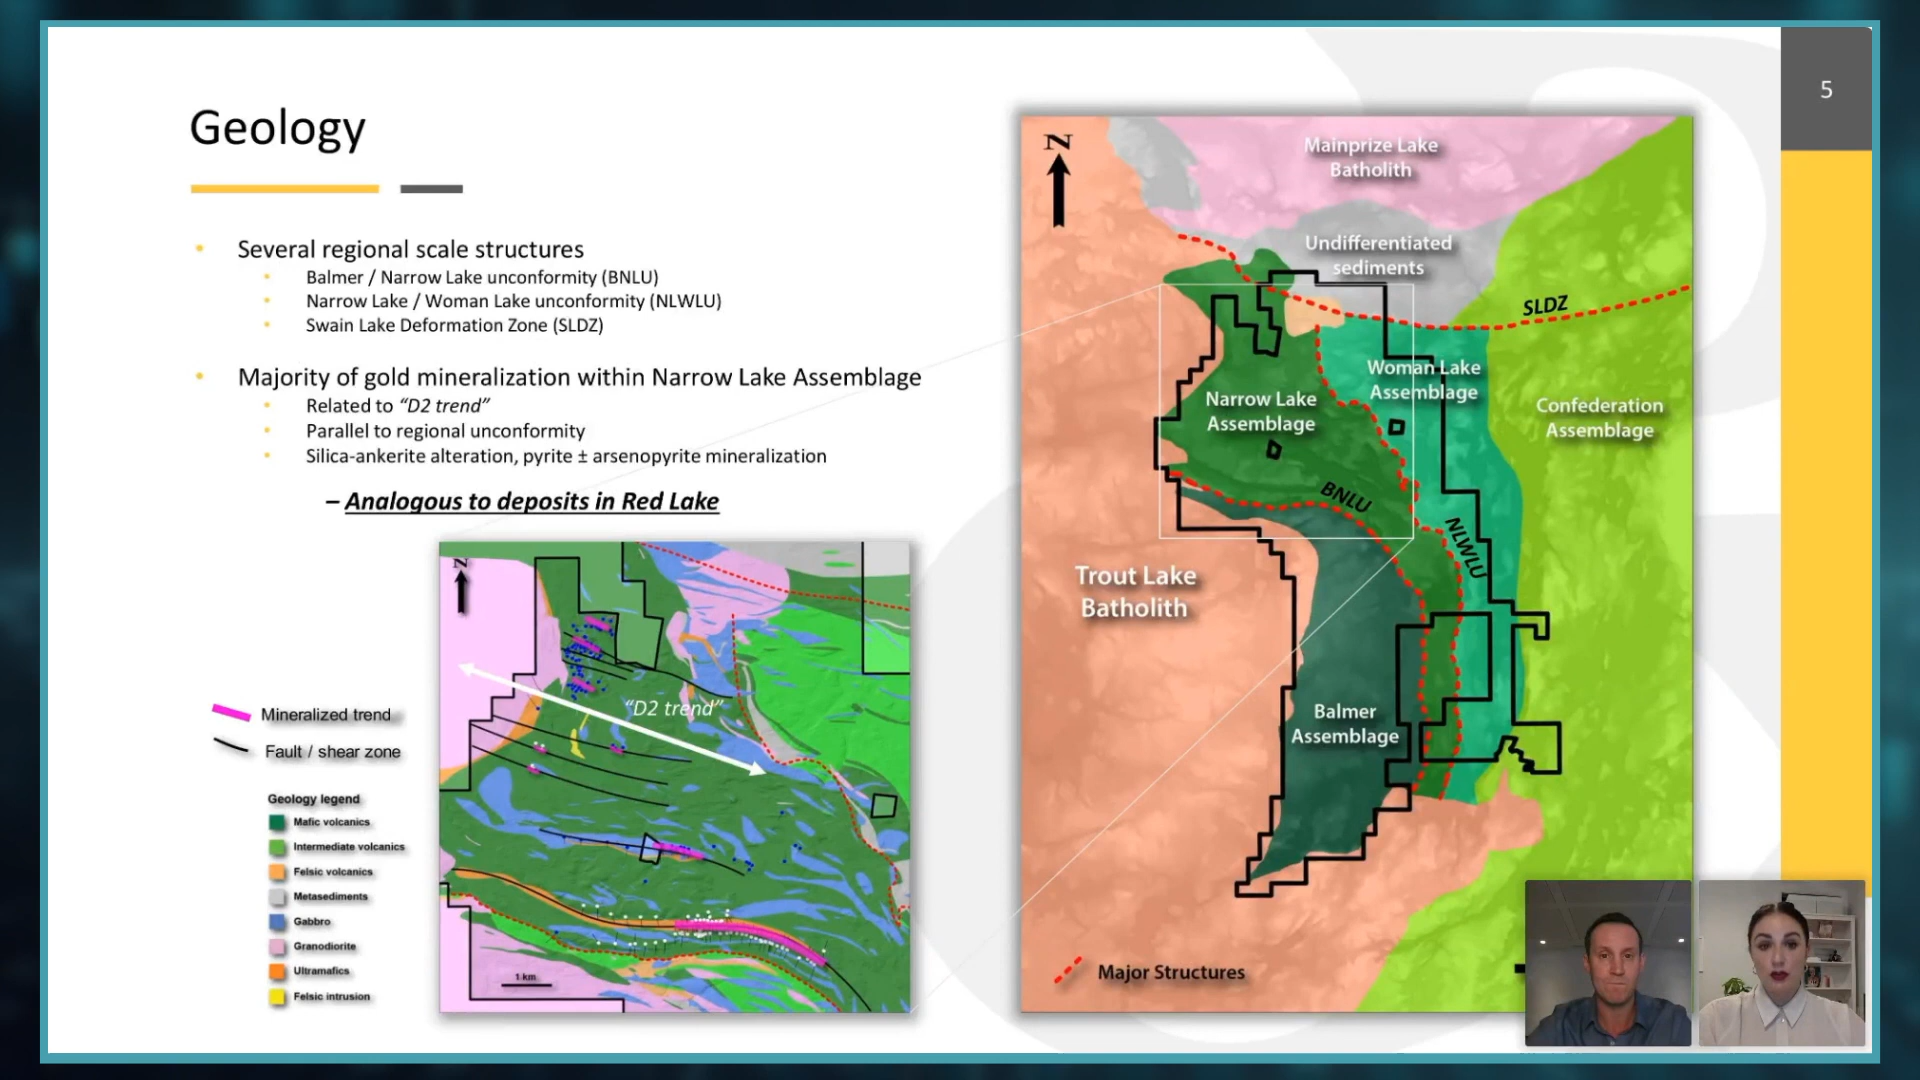 5
Geology
Several regional scale structures
Balmer / Narrow Lake unconformity (BNLU)
Narrow Lake / Woman Lake unconformity (NLWLU)
Swain Lake Deformation Zone (SLDZ)
Majority of gold mineralization within Narrow Lake Assemblage
Related to “D2 trend”
Parallel to regional unconformity
Silica-ankerite alteration, pyrite ± arsenopyrite mineralization
– Analogous to deposits in Red Lake
N
“D2 trend”
1 km
Mineralized trend
Fault / shear zone
Geology legend
Mafic volcanics
Intermediate volcanics
Felsic volcanics
Metasediments
Gabbro
Granodiorite
Ultramafics
Felsic intrusion
N
Mainprize Lake
Batholith
Undifferentiated
sediments
SLDZ
Woman Lake
Assemblage
Narrow Lake
Assemblage
Confederation
Assemblage
BNLU
NLWLU
Trout Lake
Batholith
Balmer
Assemblage
Major Structures